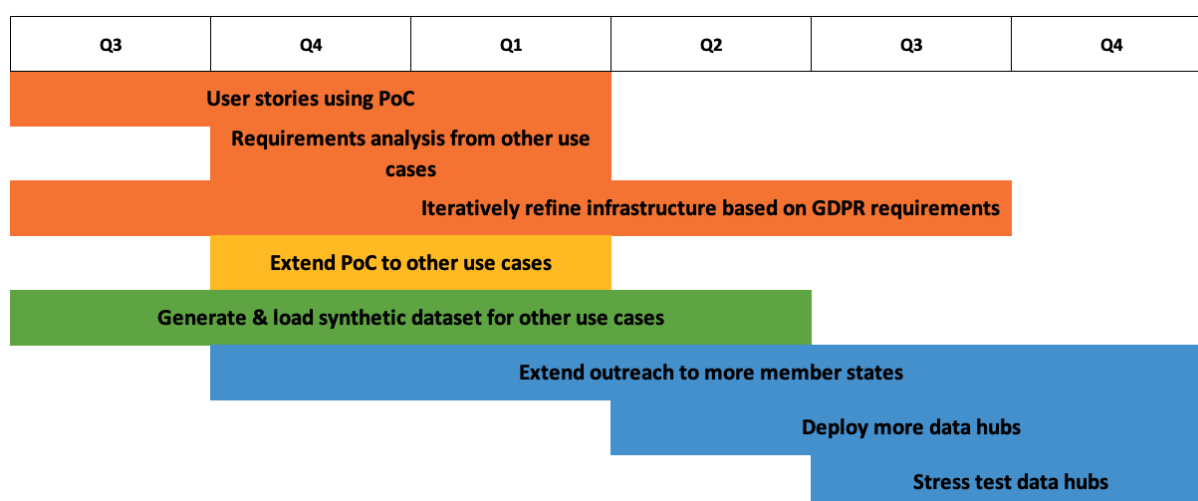 Q3 Q4 Q1 Q2 Q3 Q4
User stories using PoC
Requirements analysis from other use
cases
Iteratively refine infrastructure based on GDPR requirements
Extend PoC to other use cases
Generate & load synthetic dataset for other use cases
Extend outreach to more member states
Deploy more data hubs
Stress test data hubs